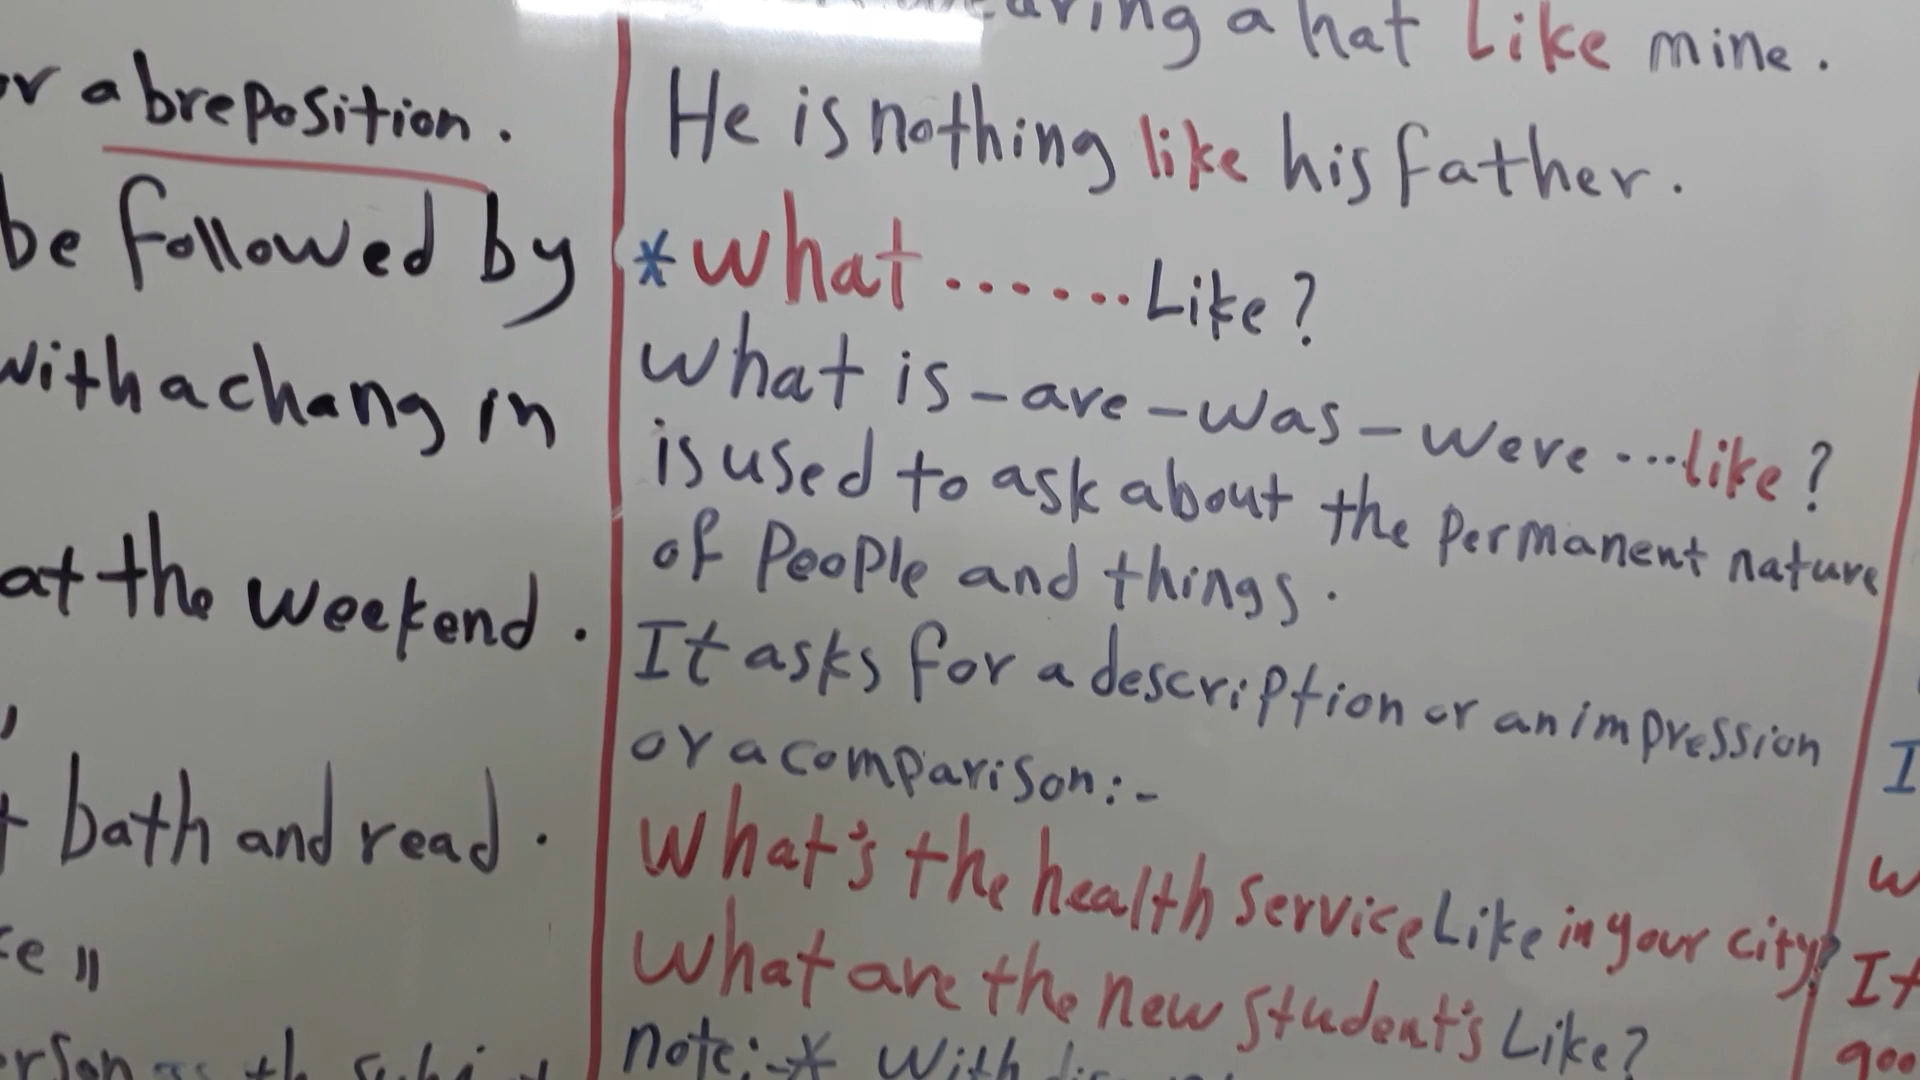 or a breposition.
be followed by
with a chang in
at the weekend.
bath and read.
aring a hat Like mine.
He is nothing like his father.
* What ....... Like?
What is - are - was - were ... like?
is used to ask about the permanent nature
of People and things.
It asks for a description or an impression
or a comparison:-
What's the health service Like in your city?
What are the new student's Like?
note:-* With
I
w
It
goo